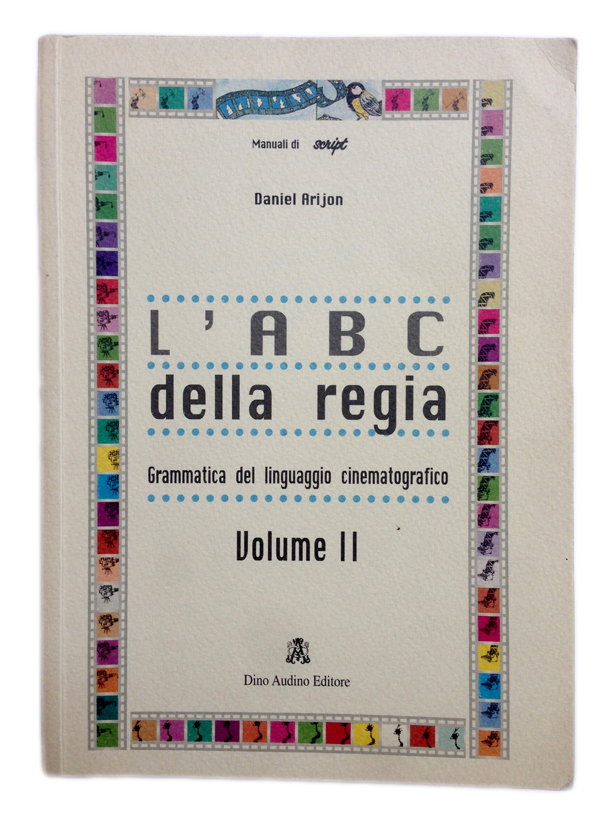 Manuali di script
Daniel Arijon
L'ABC
della regia
Grammatica del linguaggio cinematografico
Volume II
Dino Audino Editore